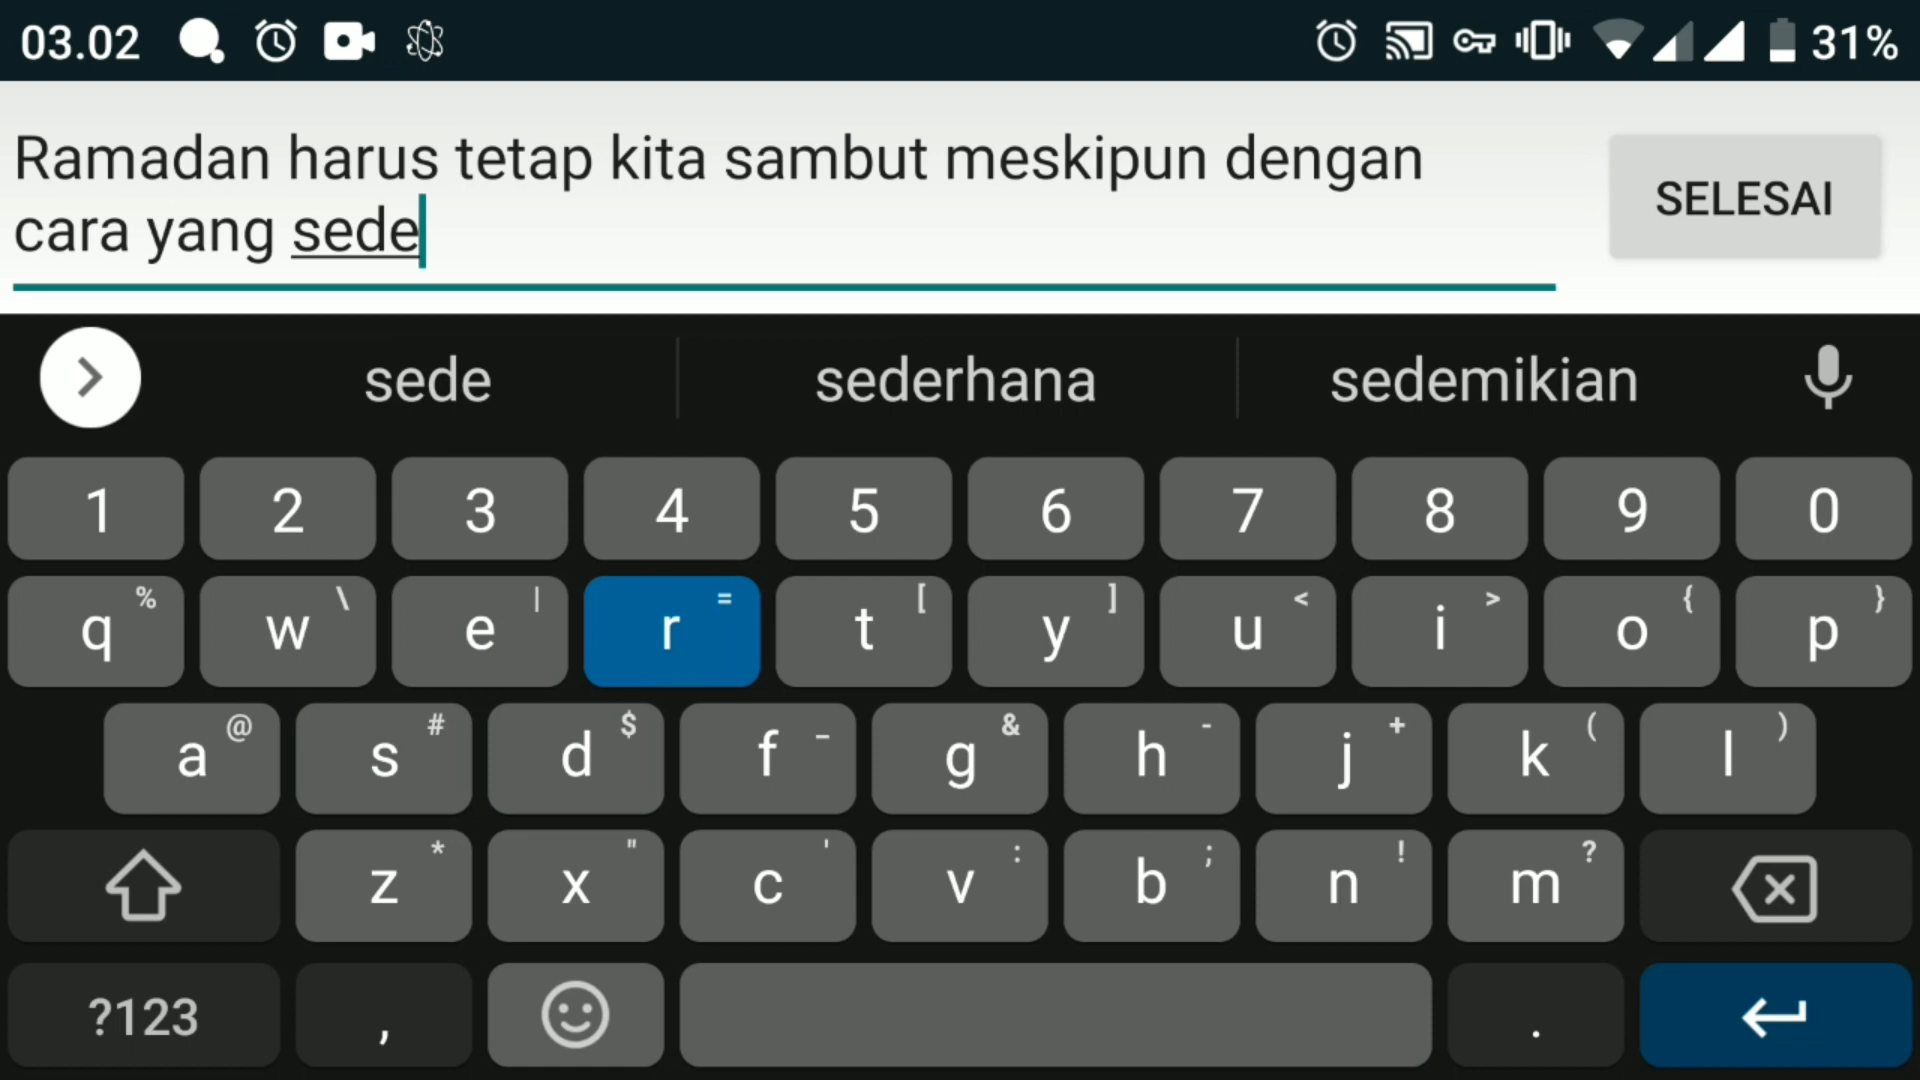 03.02 31%
Ramadan harus tetap kita sambut meskipun dengan
cara yang sede
SELESAI
sede sederhana sedemikian
1 2 3 4 5 6 7 8 9 0
q % w \ e | r = t [ y ] u < i > o { p }
a @ s # d $ f _ g & h - j + k ( l )
z * x " c ' v : b ; n ! m ?
?123 , .